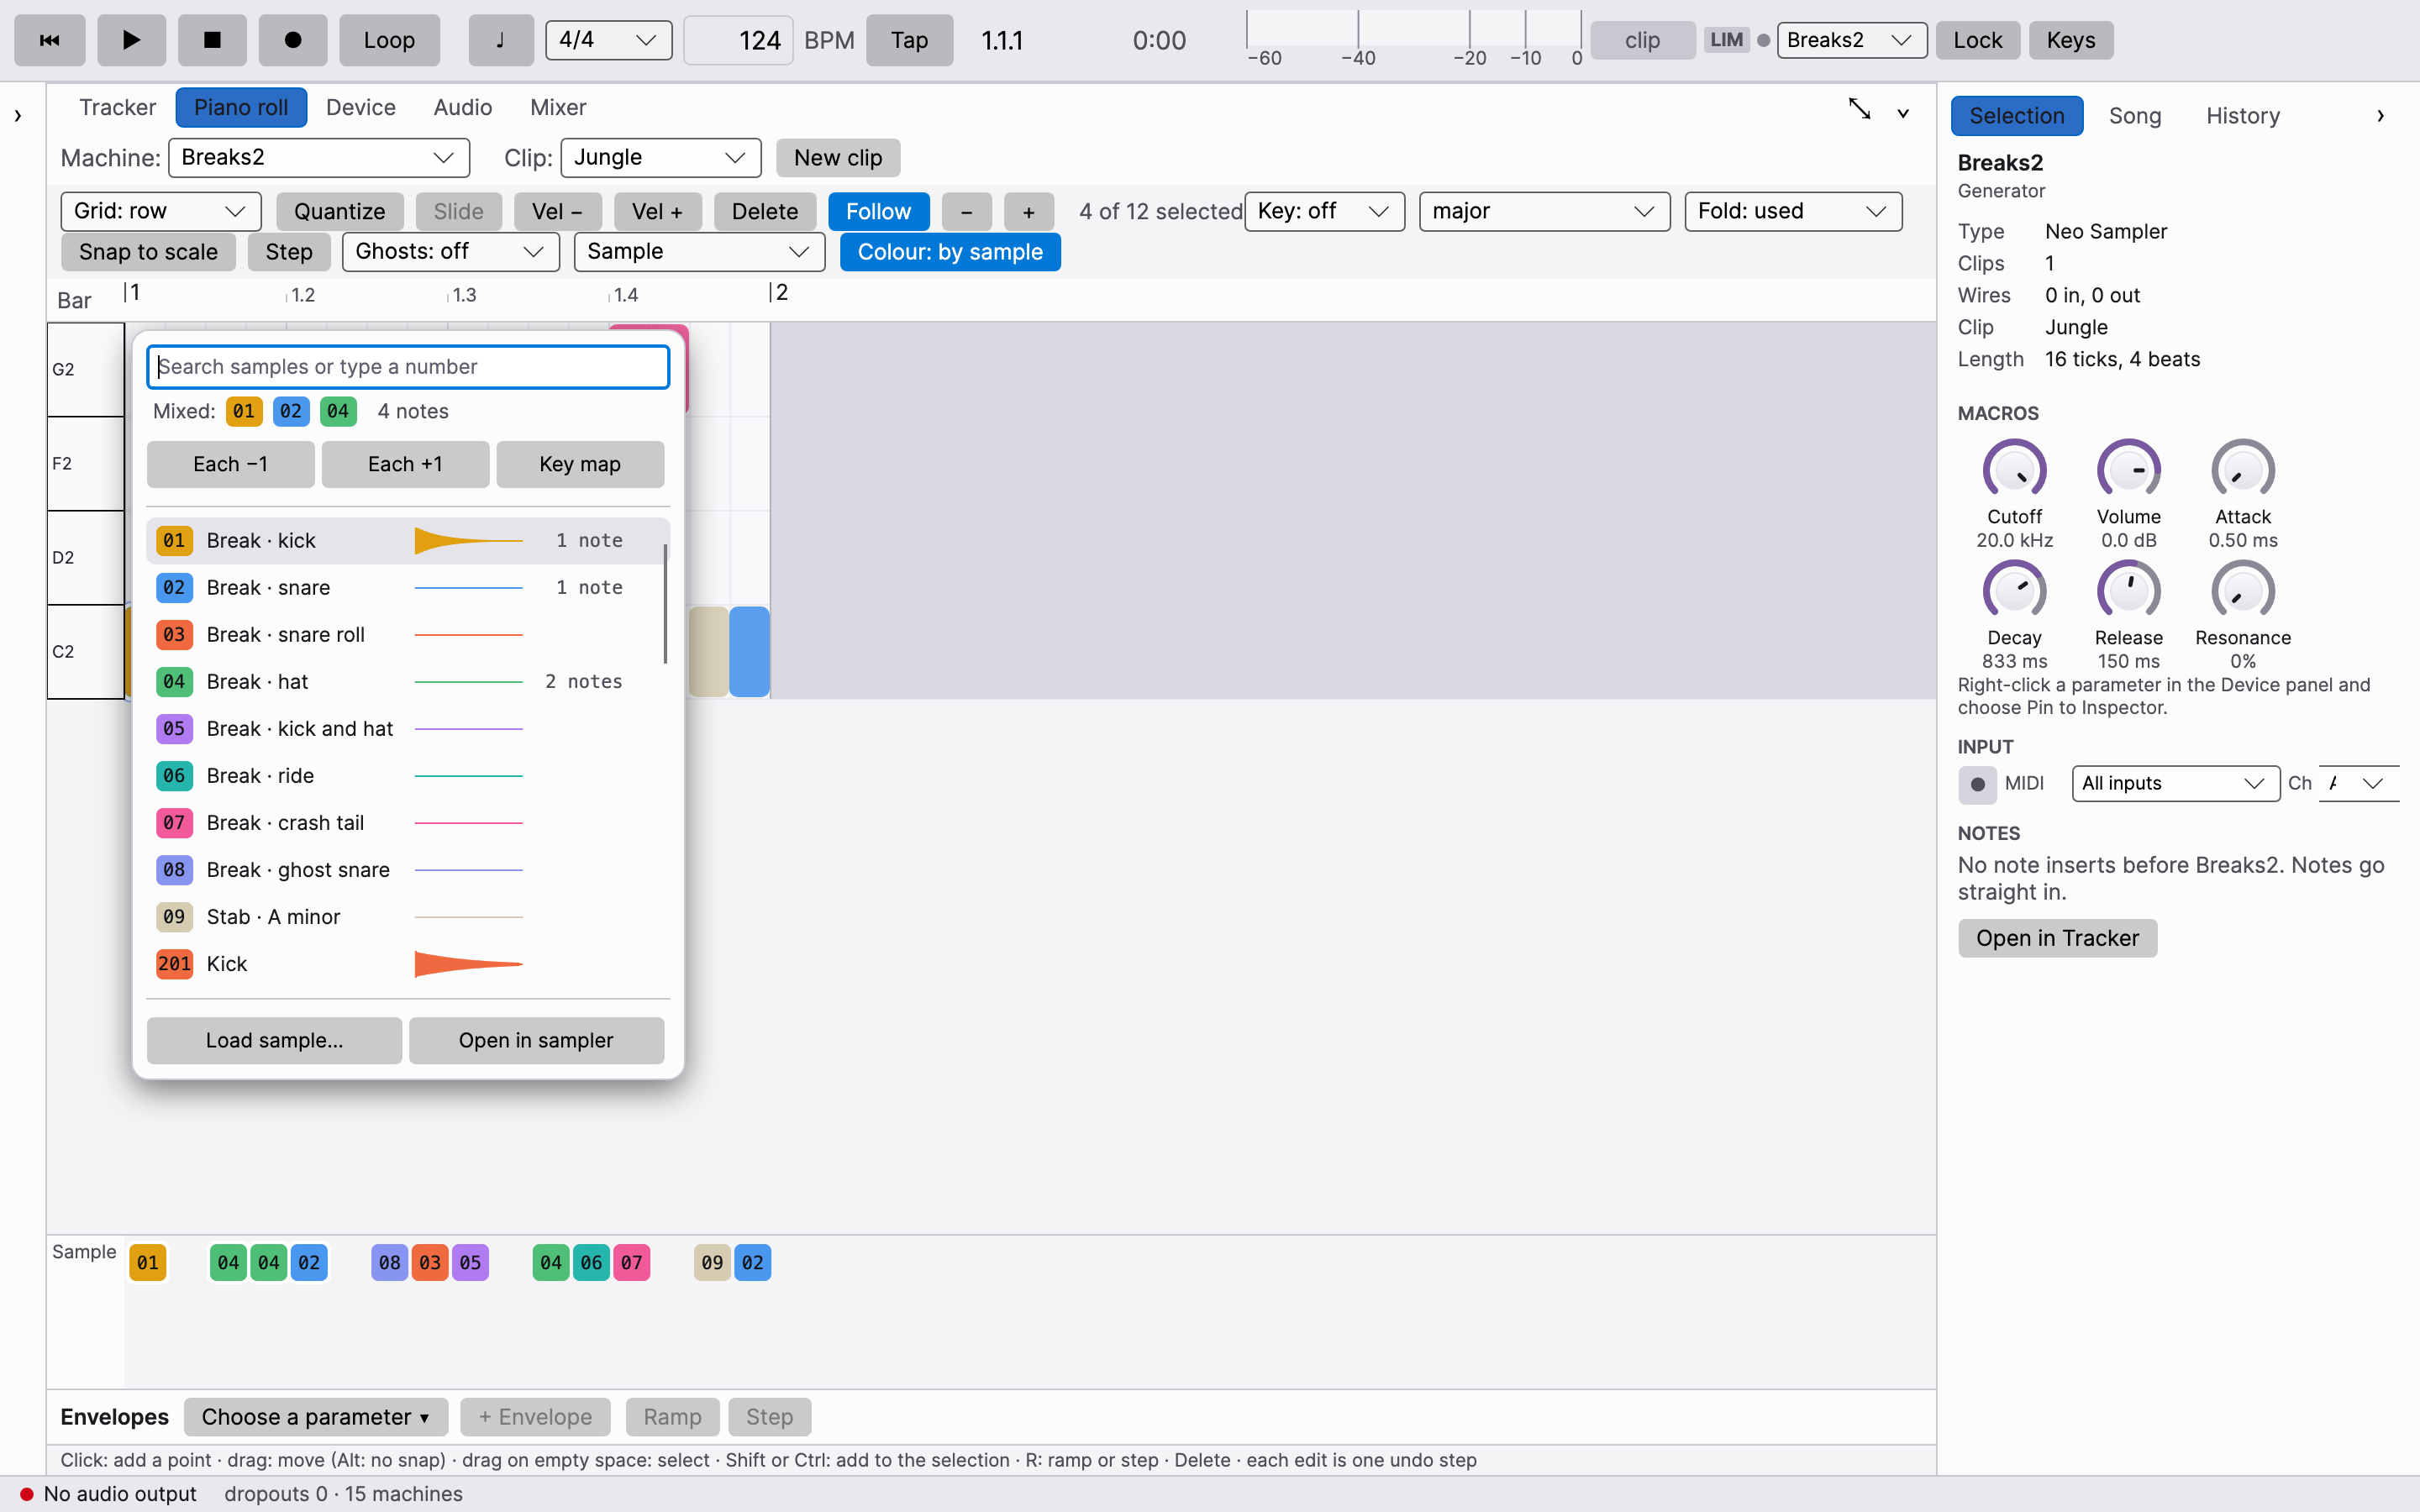 Loop
4/4
124 BPM
Tap
1.1.1
0:00
−60 −40 −20 −10 0
clip
LIM
Breaks2
Lock
Keys
Tracker Piano roll Device Audio Mixer
Machine: Breaks2 Clip: Jungle New clip
Grid: row Quantize Slide Vel − Vel + Delete Follow − + 4 of 12 selected Key: off major Fold: used
Snap to scale Step Ghosts: off Sample Colour: by sample
Bar 1 1.2 1.3 1.4 2
G2
F2
D2
C2
Search samples or type a number
Mixed: 01 02 04 4 notes
Each −1 Each +1 Key map
01 Break · kick 1 note
02 Break · snare 1 note
03 Break · snare roll
04 Break · hat 2 notes
05 Break · kick and hat
06 Break · ride
07 Break · crash tail
08 Break · ghost snare
09 Stab · A minor
201 Kick
Load sample... Open in sampler
Sample 01 04 04 02 08 03 05 04 06 07 09 02
Envelopes Choose a parameter ▾ + Envelope Ramp Step
Click: add a point · drag: move (Alt: no snap) · drag on empty space: select · Shift or Ctrl: add to the selection · R: ramp or step · Delete · each edit is one undo step
No audio output dropouts 0 · 15 machines
Selection Song History
Breaks2
Generator
Type Neo Sampler
Clips 1
Wires 0 in, 0 out
Clip Jungle
Length 16 ticks, 4 beats
MACROS
Cutoff Volume Attack
20.0 kHz 0.0 dB 0.50 ms
Decay Release Resonance
833 ms 150 ms 0%
Right-click a parameter in the Device panel and
choose Pin to Inspector.
INPUT
MIDI All inputs Ch
NOTES
No note inserts before Breaks2. Notes go
straight in.
Open in Tracker